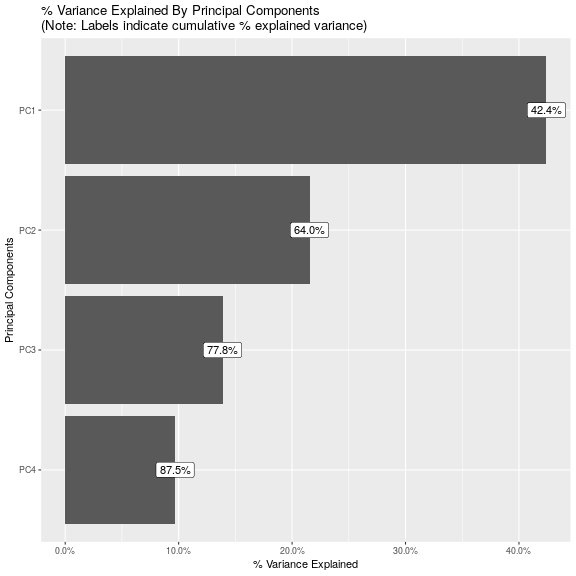 % Variance Explained By Principal Components
(Note: Labels indicate cumulative % explained variance)
Principal Components
PC1
42.4%
PC2
64.0%
PC3
77.8%
PC4
87.5%
0.0%
10.0%
20.0%
30.0%
40.0%
% Variance Explained